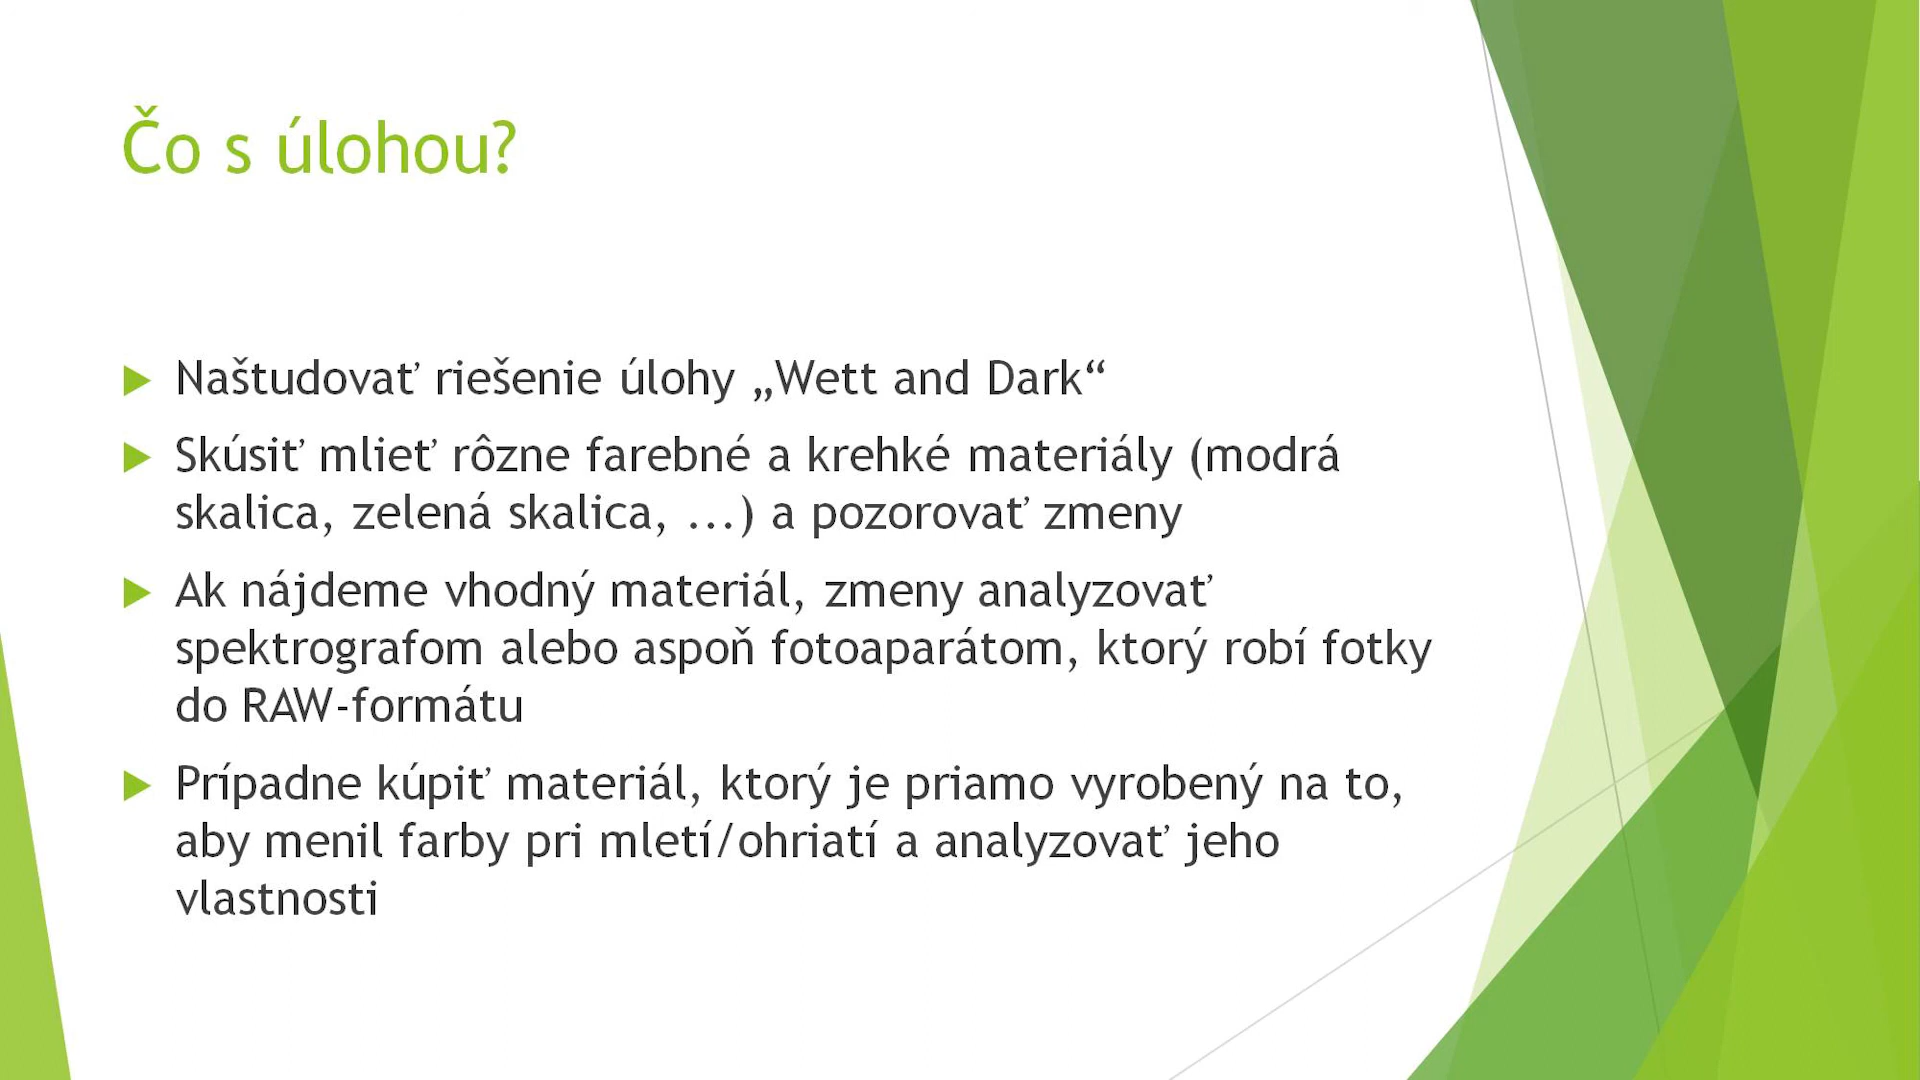 Čo s úlohou?
Naštudovať riešenie úlohy „Wett and Dark“
Skúsiť mlieť rôzne farebné a krehké materiály (modrá
skalica, zelená skalica, ...) a pozorovať zmeny
Ak nájdeme vhodný materiál, zmeny analyzovať
spektrografom alebo aspoň fotoaparátom, ktorý robí fotky
do RAW-formátu
Prípadne kúpiť materiál, ktorý je priamo vyrobený na to,
aby menil farby pri mletí/ohriatí a analyzovať jeho
vlastnosti